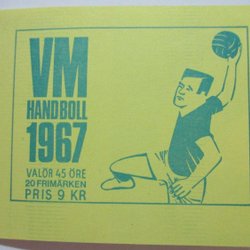 VM
HANDBOLL
1967
VALÖR 45 ÖRE
20 FRIMÄRKEN
PRIS 9 KR